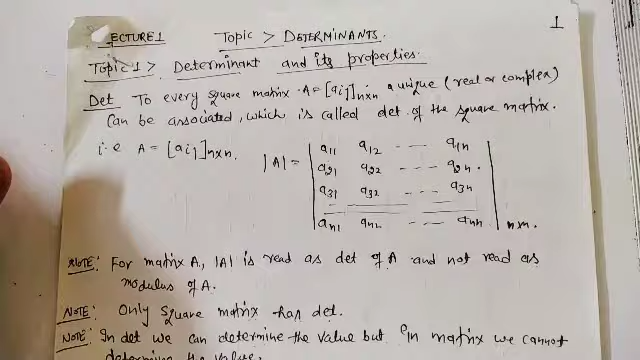 LECTURE 1 Topic > DETERMINANTS. 1
Topic 1 > Determinant and its properties.
Det To every square matrix A = [aij]n×n a unique (real or complex)
Can be associated, which is called det. of the square matrix.
i.e A = [aij]n×n.
|A| =
a11 a12 ---- a1n
a21 a22 --- a2n.
a31 a32 --- a3n
an1 an2 --- ann
n×n.
NOTE: For matrix A, |A| is read as det of A and not read as
modulus of A.
NOTE: Only square matrix has det.
NOTE: In det we can determine the value but in matrix we cannot
determine the value.